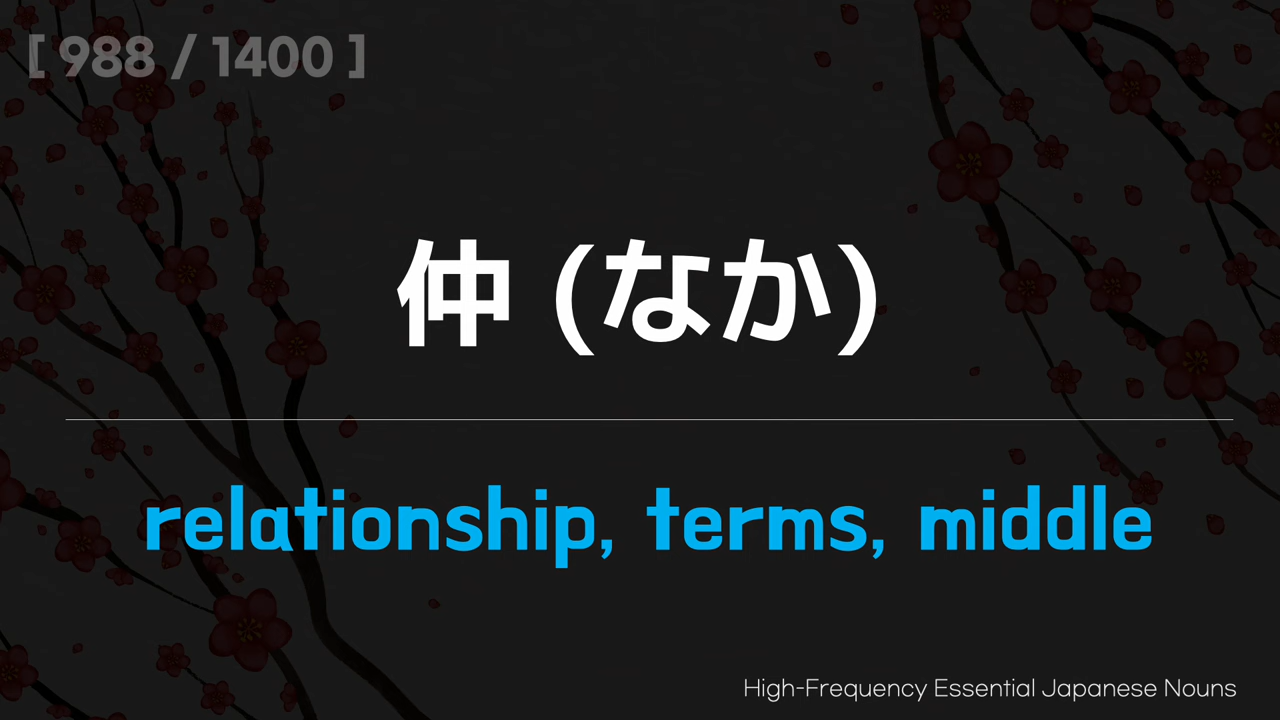 [ 988 / 1400 ]
仲 (なか)
relationship, terms, middle
High-Frequency Essential Japanese Nouns